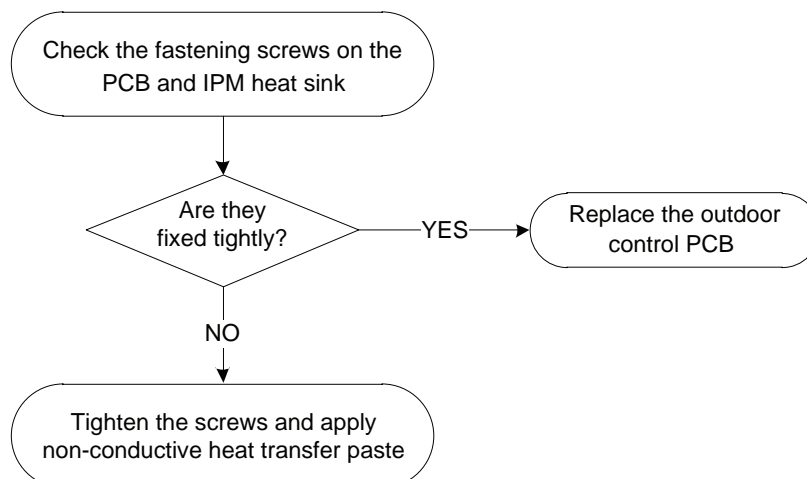 Check the fastening screws on the
PCB and IPM heat sink
Are they
fixed tightly?
YES
Replace the outdoor
control PCB
NO
Tighten the screws and apply
non-conductive heat transfer paste